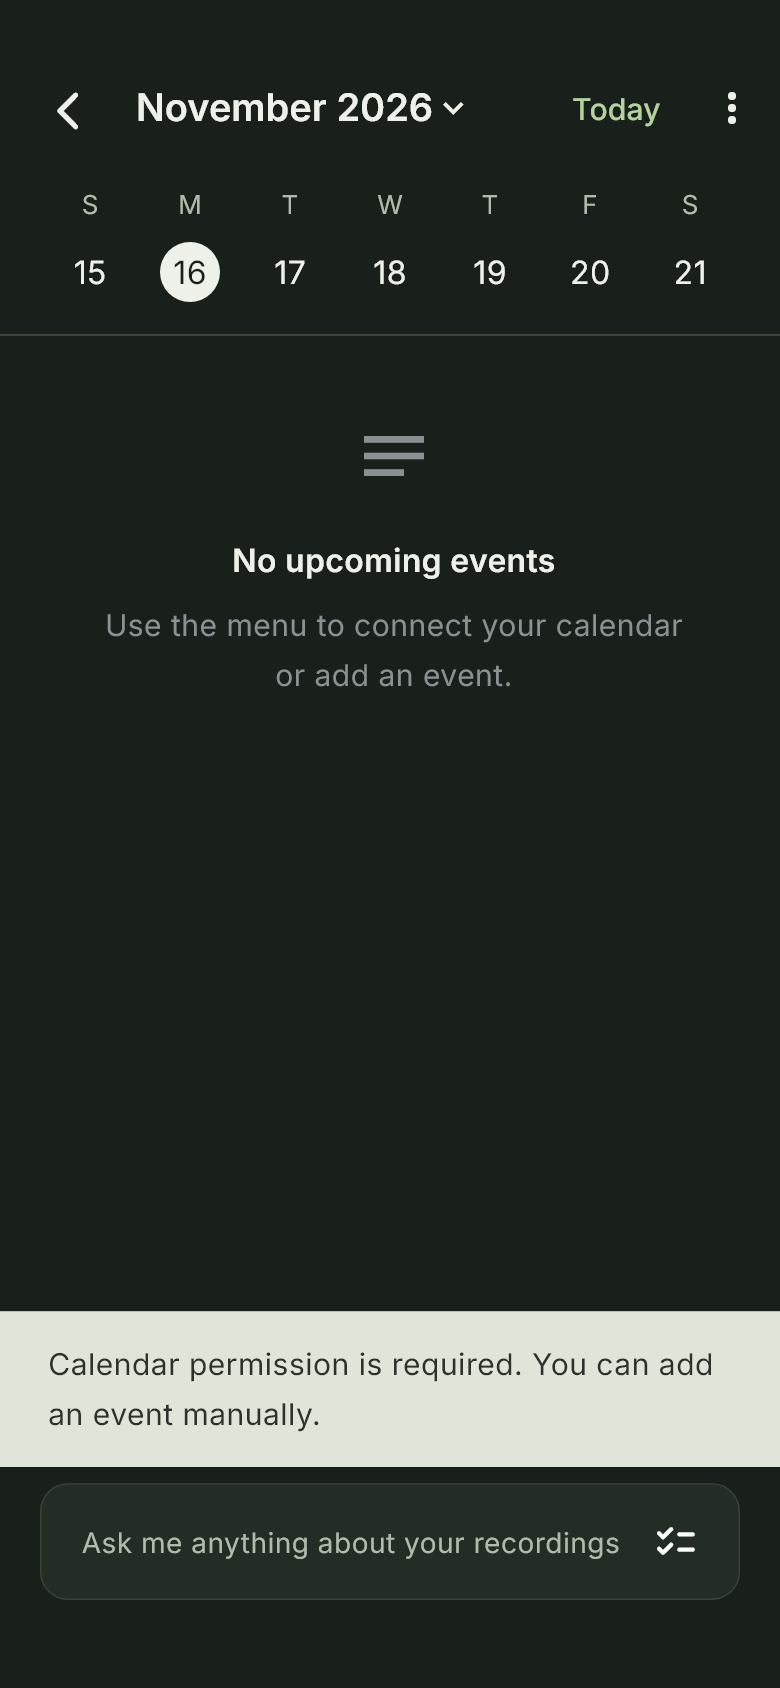 November 2026
Today
S M T W T F S
15 16 17 18 19 20 21
No upcoming events
Use the menu to connect your calendar
or add an event.
Calendar permission is required. You can add
an event manually.
Ask me anything about your recordings